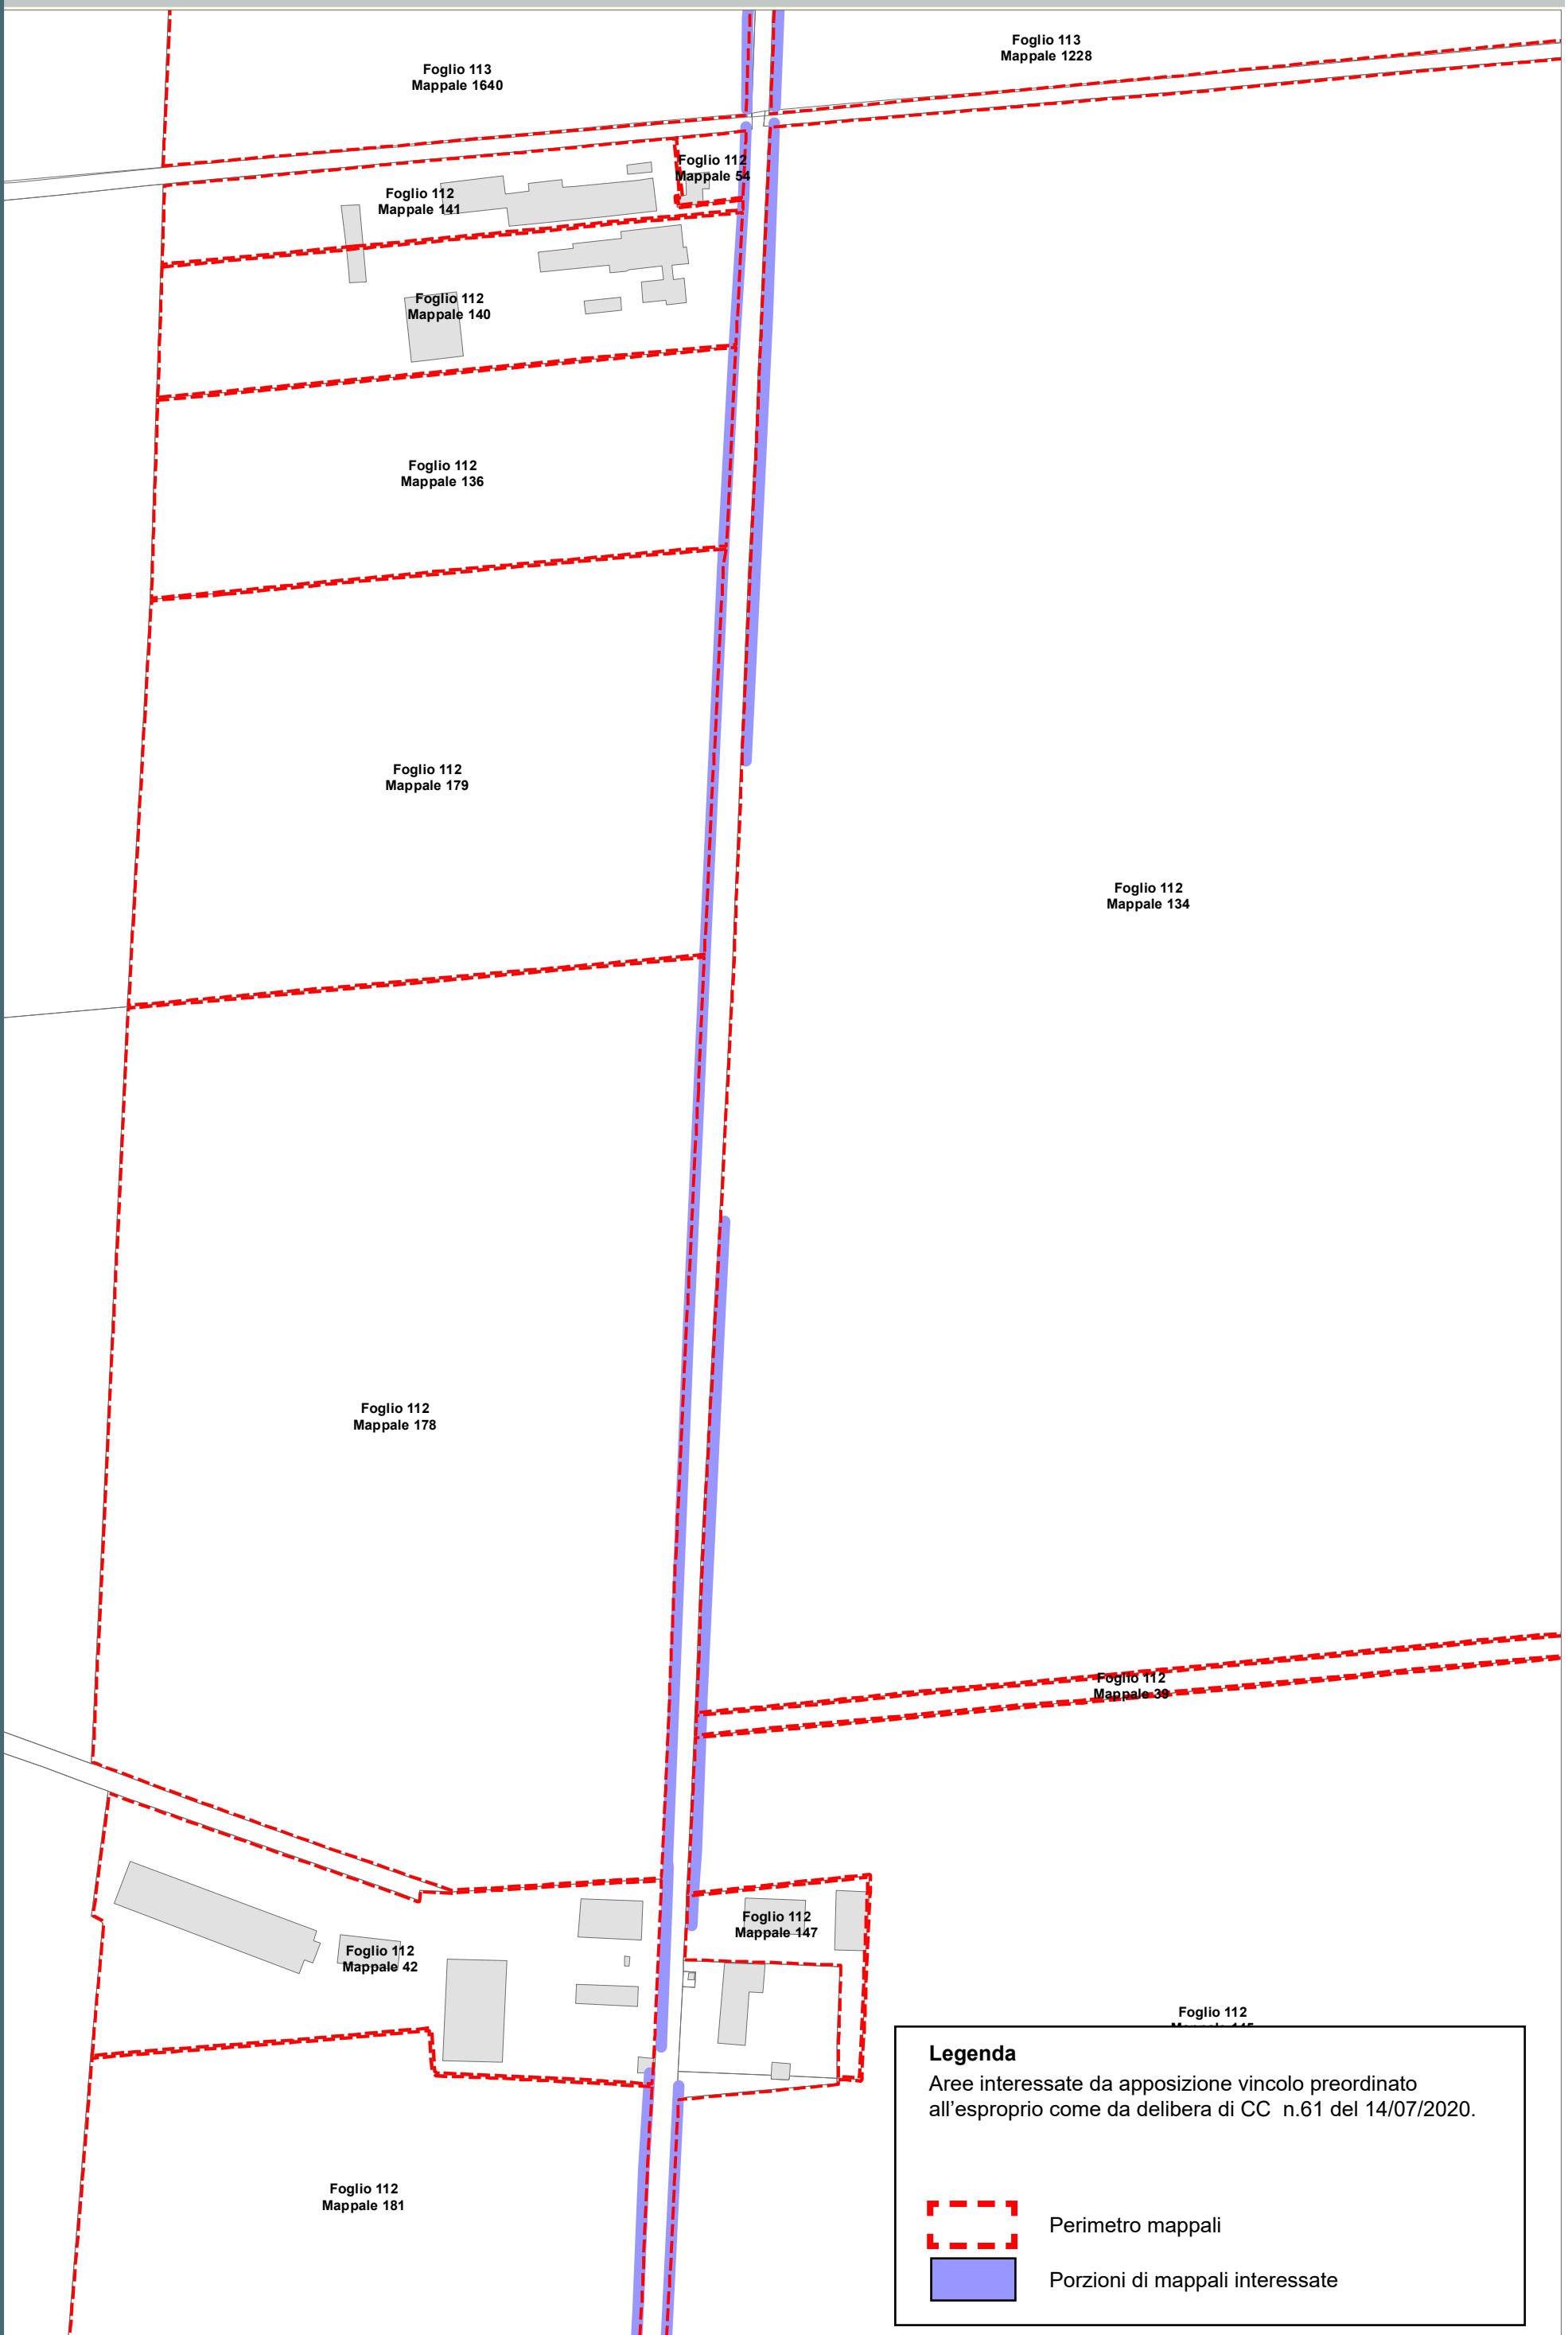 Foglio 113
Mappale 1228
Foglio 113
Mappale 1640
Foglio 112
Mappale 54
Foglio 112
Mappale 141
Foglio 112
Mappale 140
Foglio 112
Mappale 136
Foglio 112
Mappale 179
Foglio 112
Mappale 134
Foglio 112
Mappale 178
Foglio 112
Mappale 39
Foglio 112
Mappale 147
Foglio 112
Mappale 42
Foglio 112
Foglio 112
Mappale 181
Legenda
Aree interessate da apposizione vincolo preordinato
all'esproprio come da delibera di CC n.61 del 14/07/2020.
Perimetro mappali
Porzioni di mappali interessate